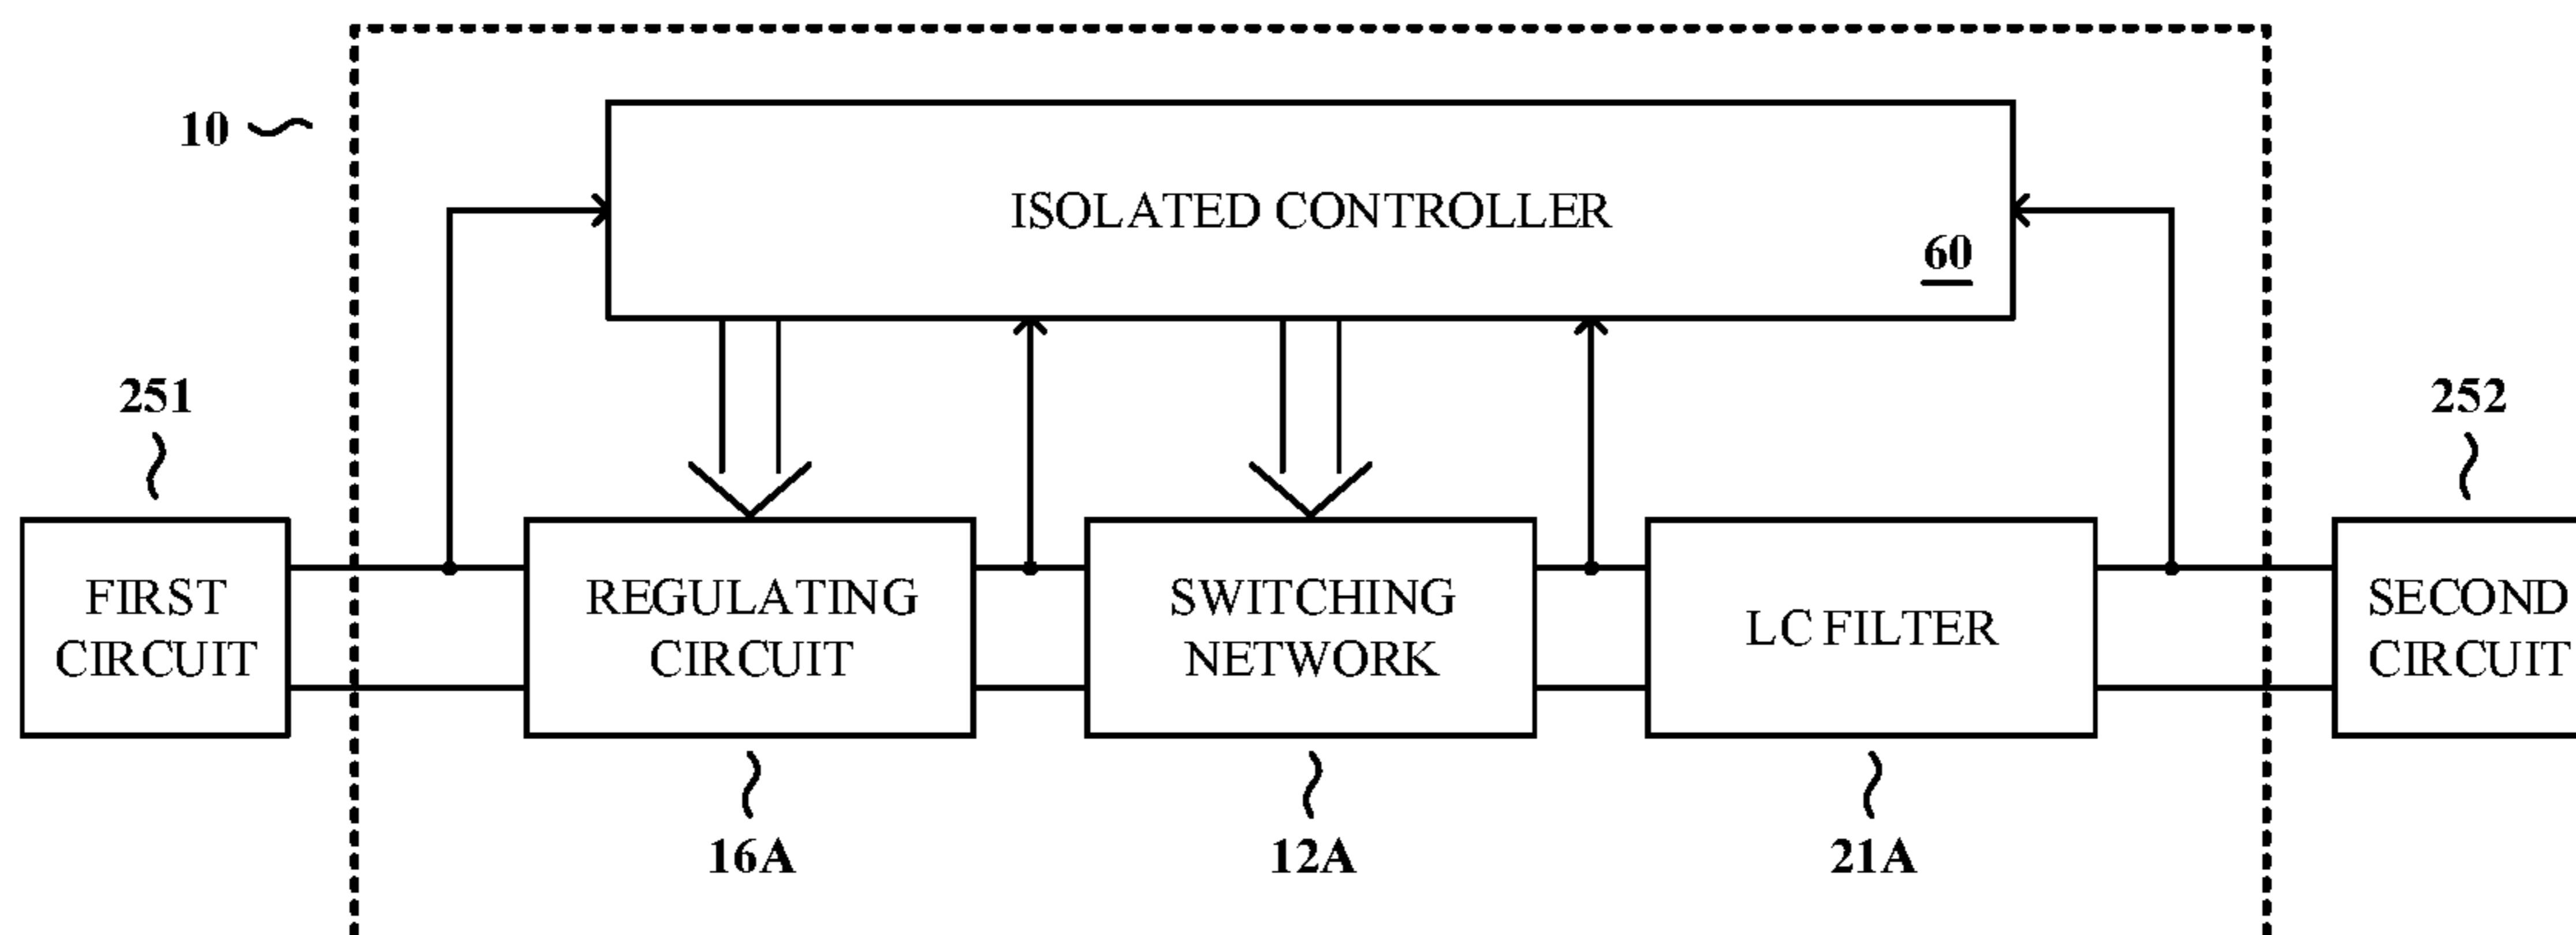 10
ISOLATED CONTROLLER
60
251
252
FIRST
CIRCUIT
REGULATING
CIRCUIT
SWITCHING
NETWORK
LC FILTER
SECOND
CIRCUIT
16A
12A
21A